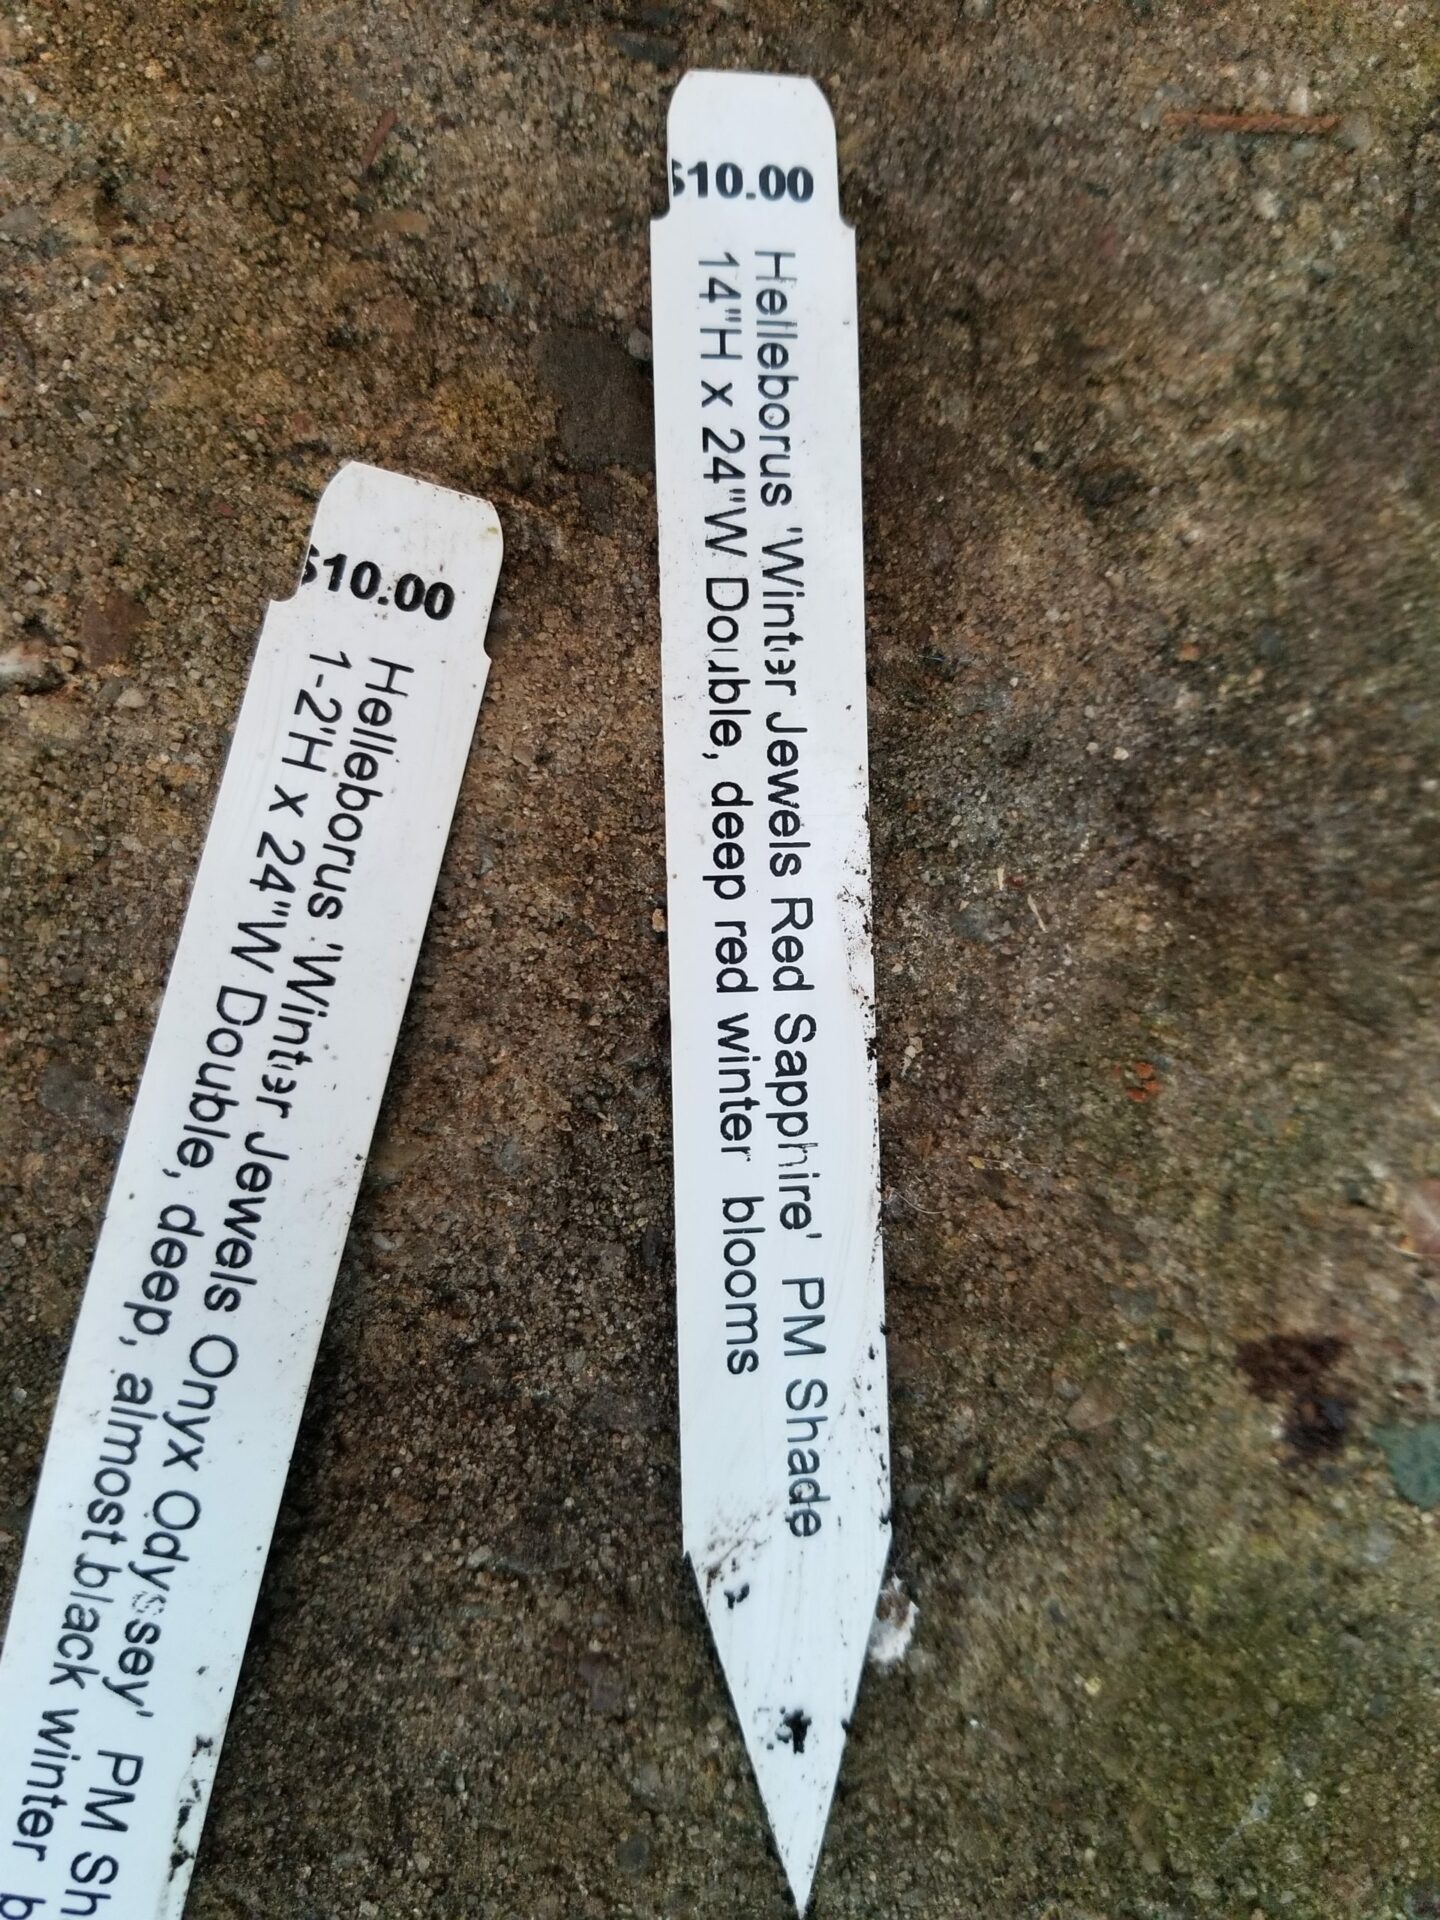 $10.00
Helleborus 'Winter Jewels Onyx Odyssey' PM Sh
1-2'H x 24"W Double, deep, almost black winter b
$10.00
Helleborus 'Winter Jewels Red Sapphire' PM Shade
14"H x 24"W Double, deep red winter blooms